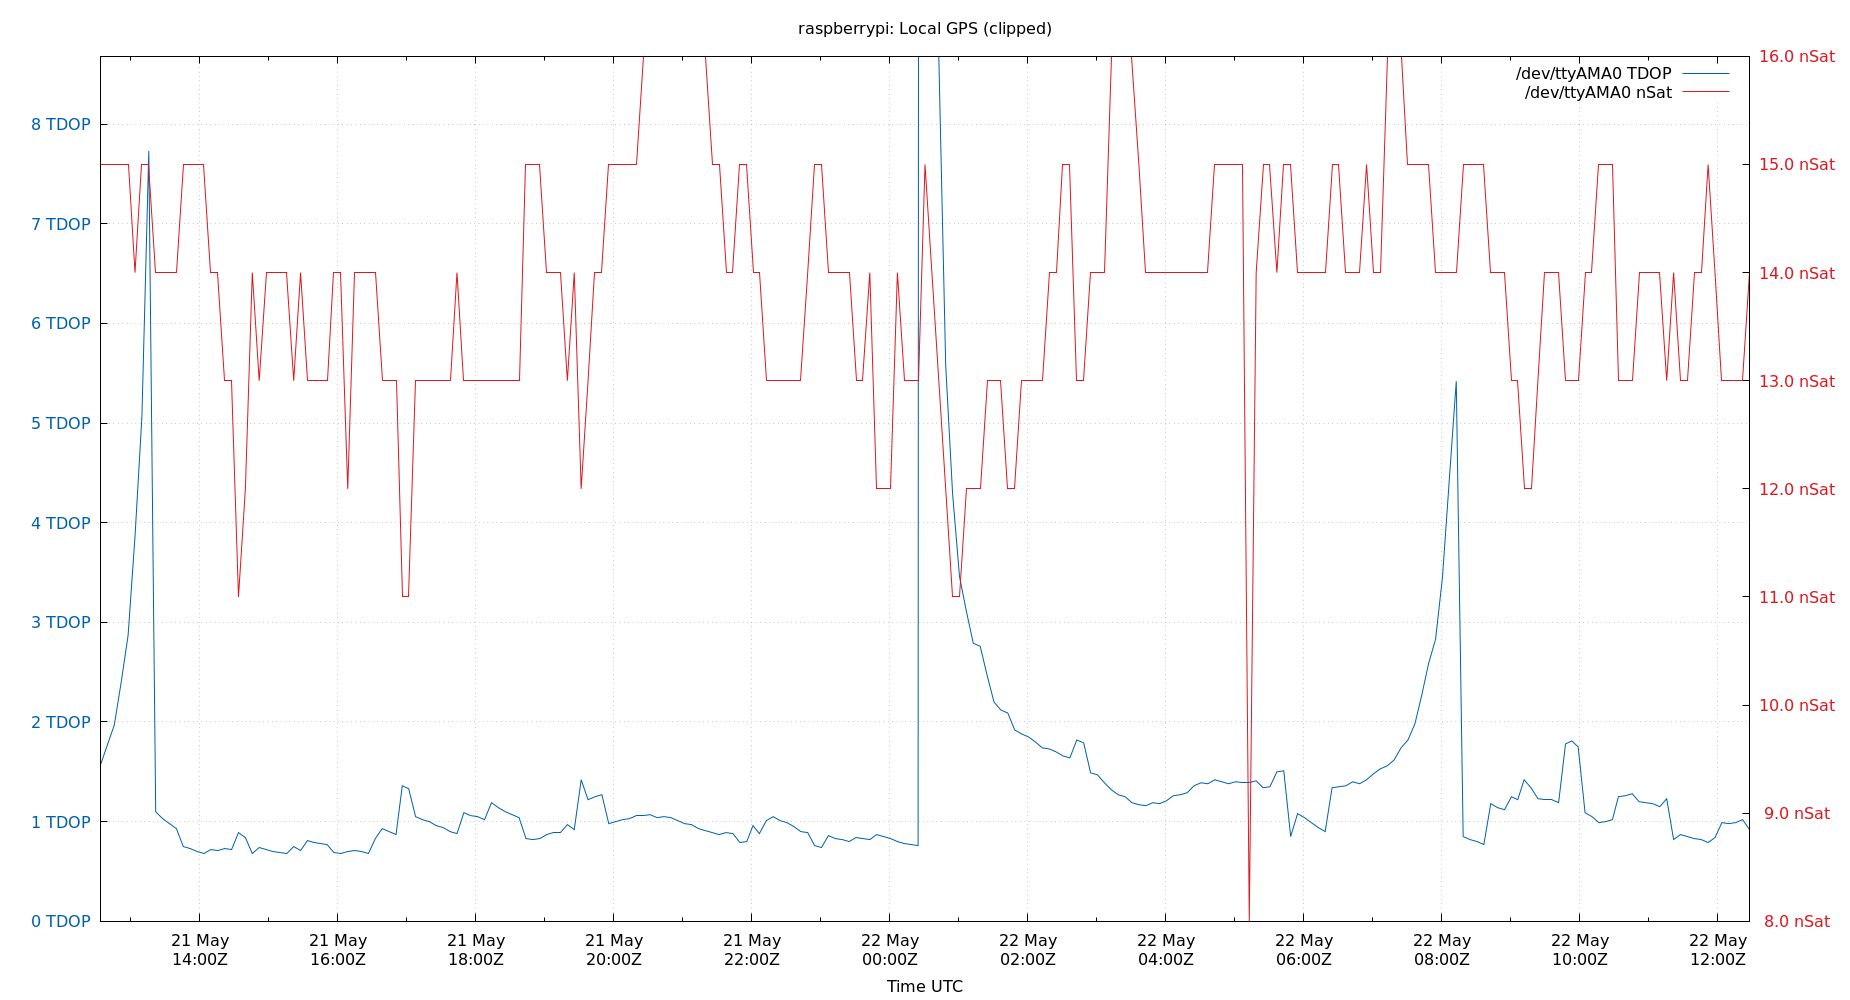 raspberrypi: Local GPS (clipped)
/dev/ttyAMA0 TDOP
/dev/ttyAMA0 nSat
8 TDOP
7 TDOP
6 TDOP
5 TDOP
4 TDOP
3 TDOP
2 TDOP
1 TDOP
0 TDOP
16.0 nSat
15.0 nSat
14.0 nSat
13.0 nSat
12.0 nSat
11.0 nSat
10.0 nSat
9.0 nSat
8.0 nSat
21 May
14:00Z
21 May
16:00Z
21 May
18:00Z
21 May
20:00Z
21 May
22:00Z
22 May
00:00Z
22 May
02:00Z
22 May
04:00Z
22 May
06:00Z
22 May
08:00Z
22 May
10:00Z
22 May
12:00Z
Time UTC